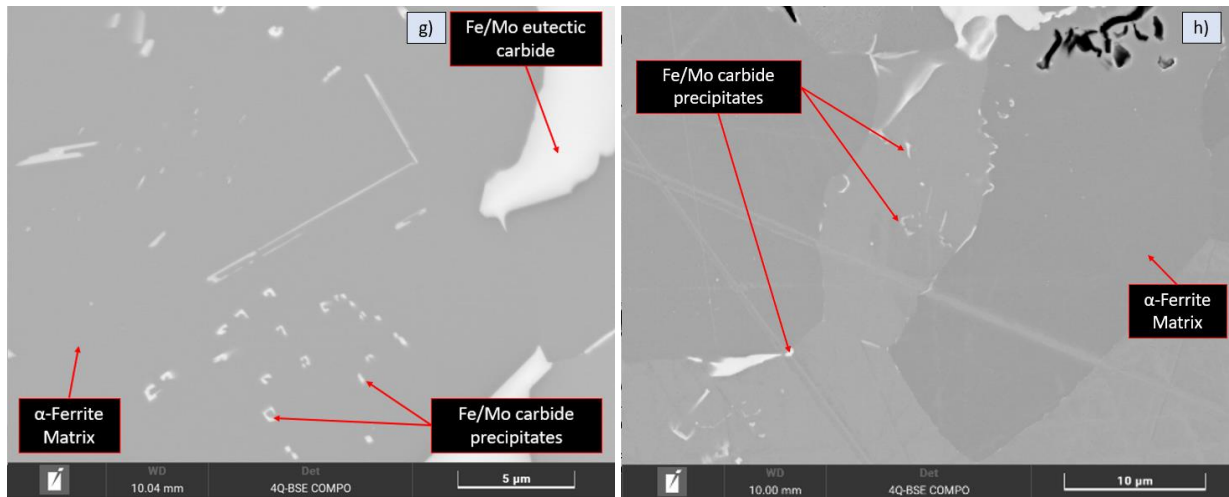 g)
Fe/Mo eutectic
carbide
α-Ferrite
Matrix
Fe/Mo carbide
precipitates
WD
10.04 mm
Det
4Q-BSE COMPO
5 µm
h)
Fe/Mo carbide
precipitates
α-Ferrite
Matrix
WD
10.00 mm
Det
4Q-BSE COMPO
10 µm